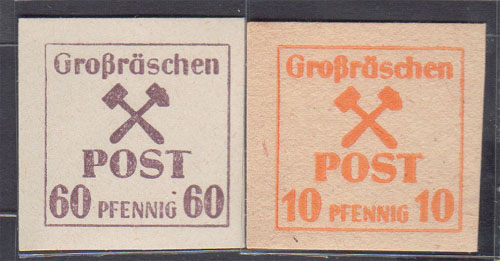 Großräschen
POST
60 PFENNIG 60
Großräschen
POST
10 PFENNIG 10